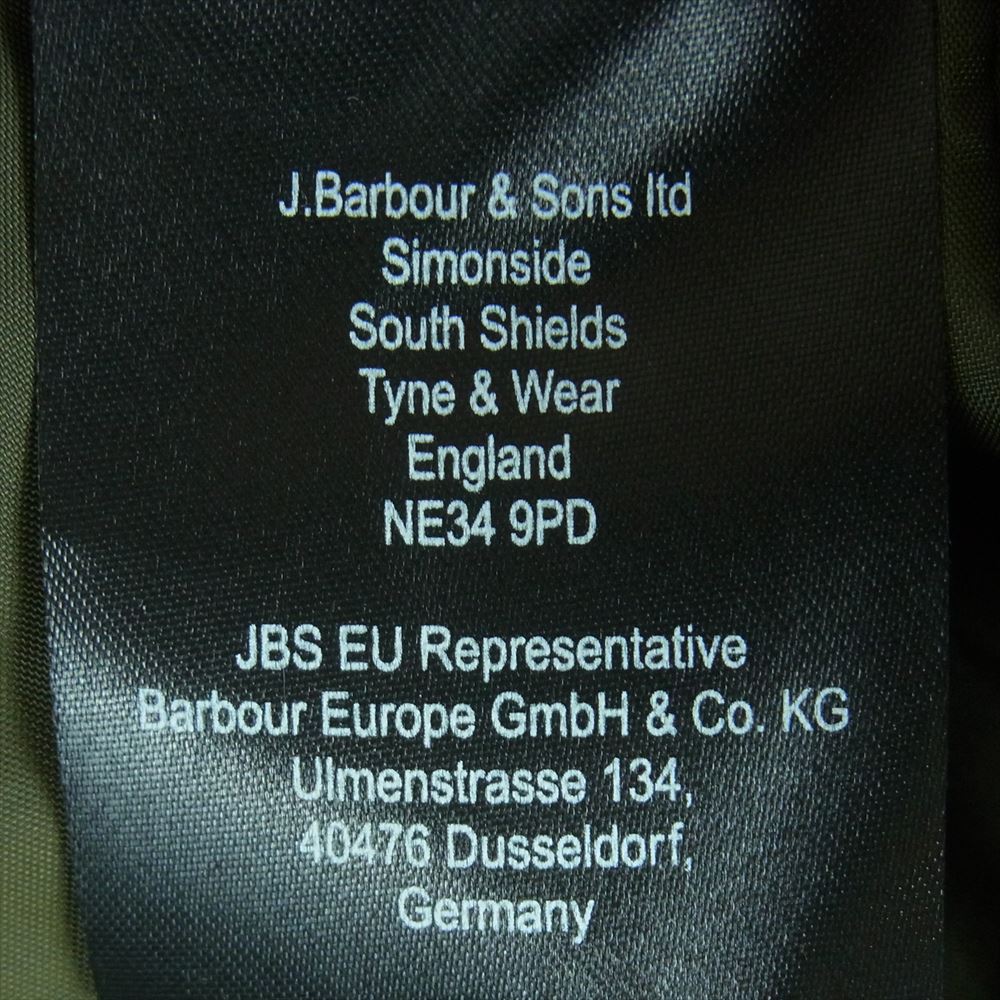 J.Barbour & Sons ltd
Simonside
South Shields
Tyne & Wear
England
NE34 9PD
JBS EU Representative
Barbour Europe GmbH & Co. KG
Ulmenstrasse 134,
40476 Dusseldorf,
Germany